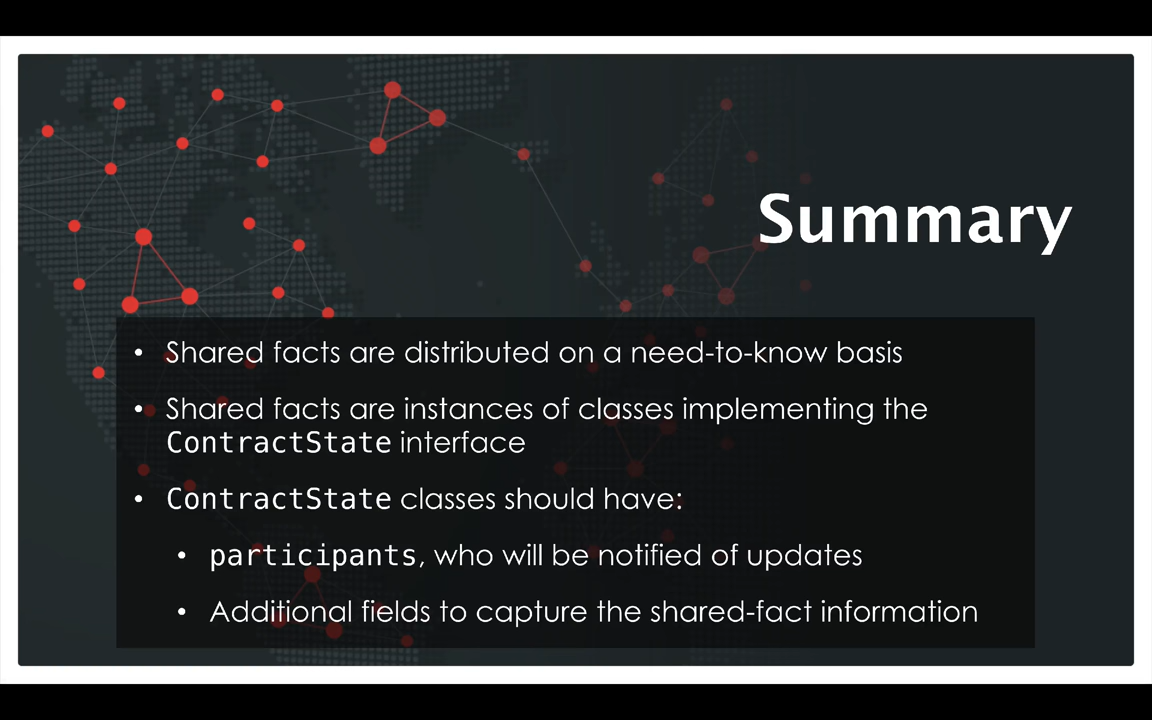 Summary
• Shared facts are distributed on a need-to-know basis
• Shared facts are instances of classes implementing the
ContractState interface
• ContractState classes should have:
• participants, who will be notified of updates
• Additional fields to capture the shared-fact information